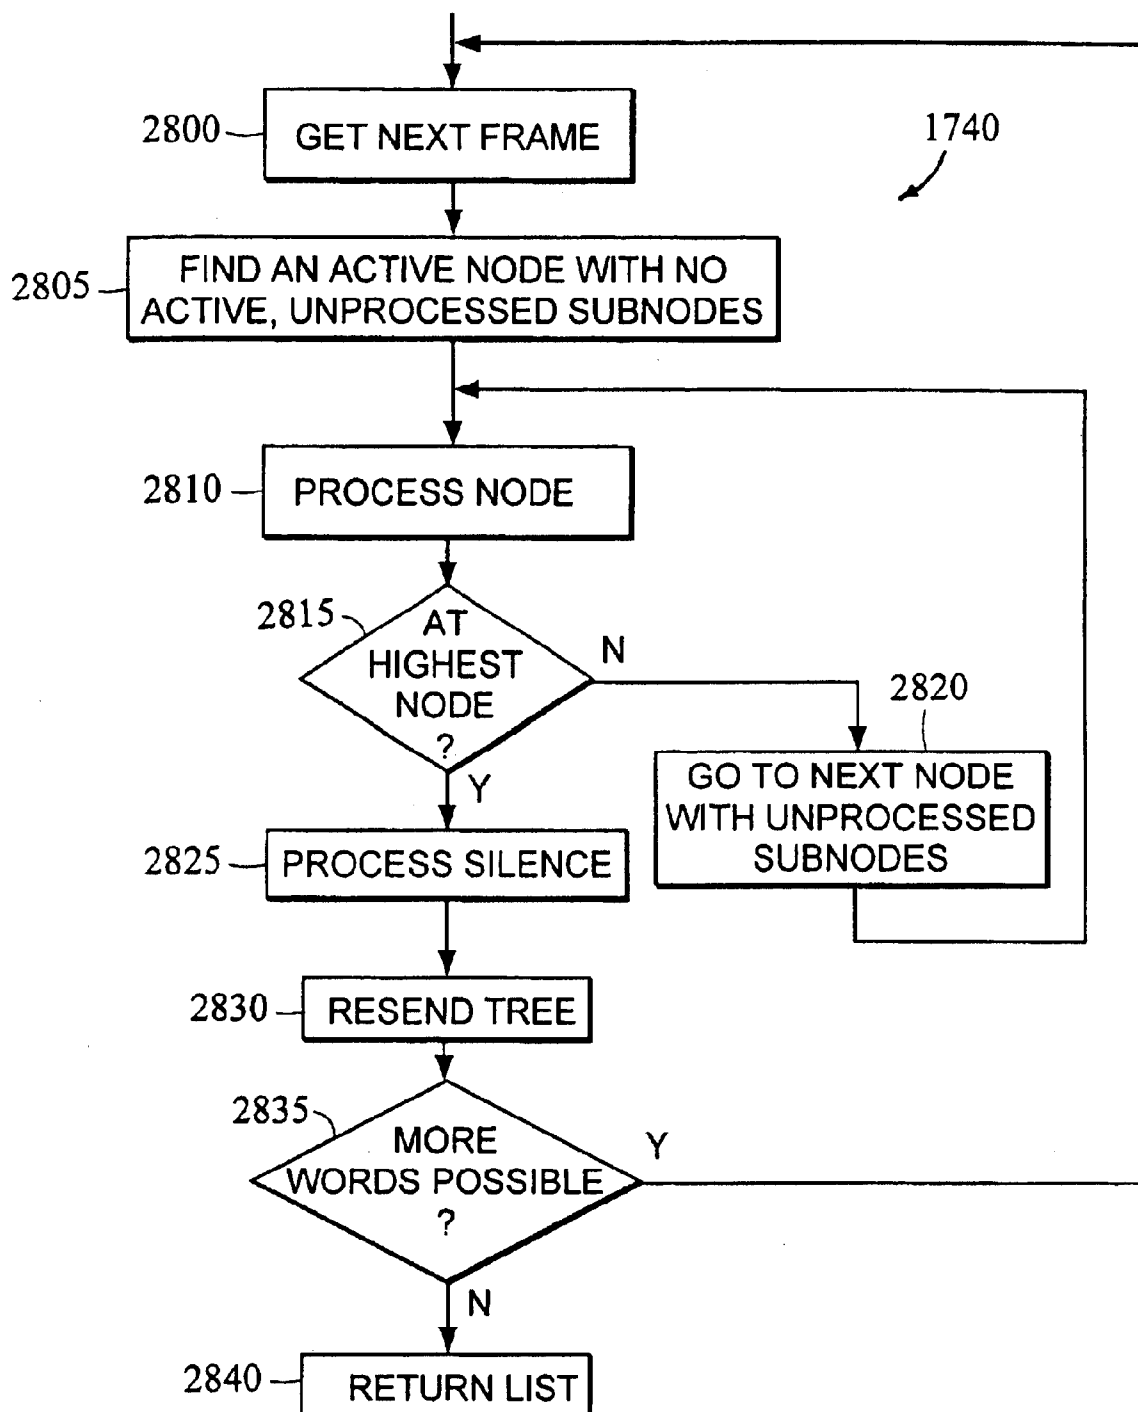 2800
GET NEXT FRAME
1740
2805
FIND AN ACTIVE NODE WITH NO
ACTIVE, UNPROCESSED SUBNODES
2810
PROCESS NODE
2815
AT
HIGHEST
NODE
?
N
Y
2820
GO TO NEXT NODE
WITH UNPROCESSED
SUBNODES
2825
PROCESS SILENCE
2830
RESEND TREE
2835
MORE
WORDS POSSIBLE
?
Y
N
2840
RETURN LIST